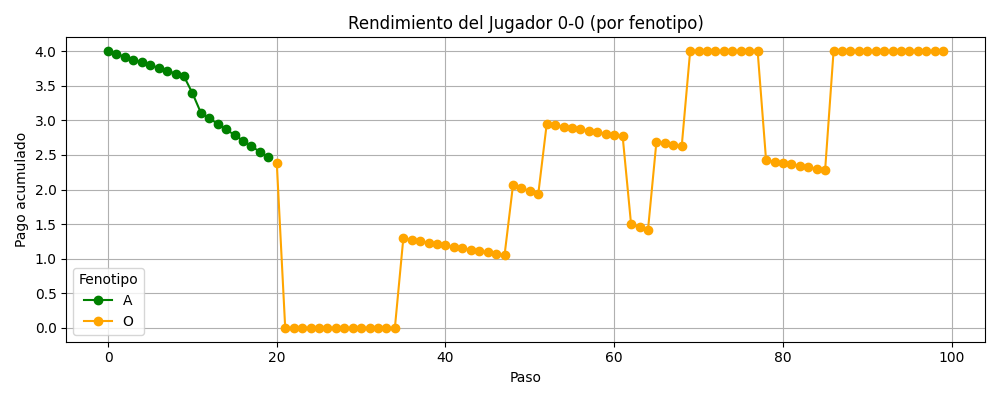 Rendimiento del Jugador 0-0 (por fenotipo)
Pago acumulado
4.0
3.5
3.0
2.5
2.0
1.5
1.0
0.5
0.0
Fenotipo
A
O
0 20 40 60 80 100
Paso